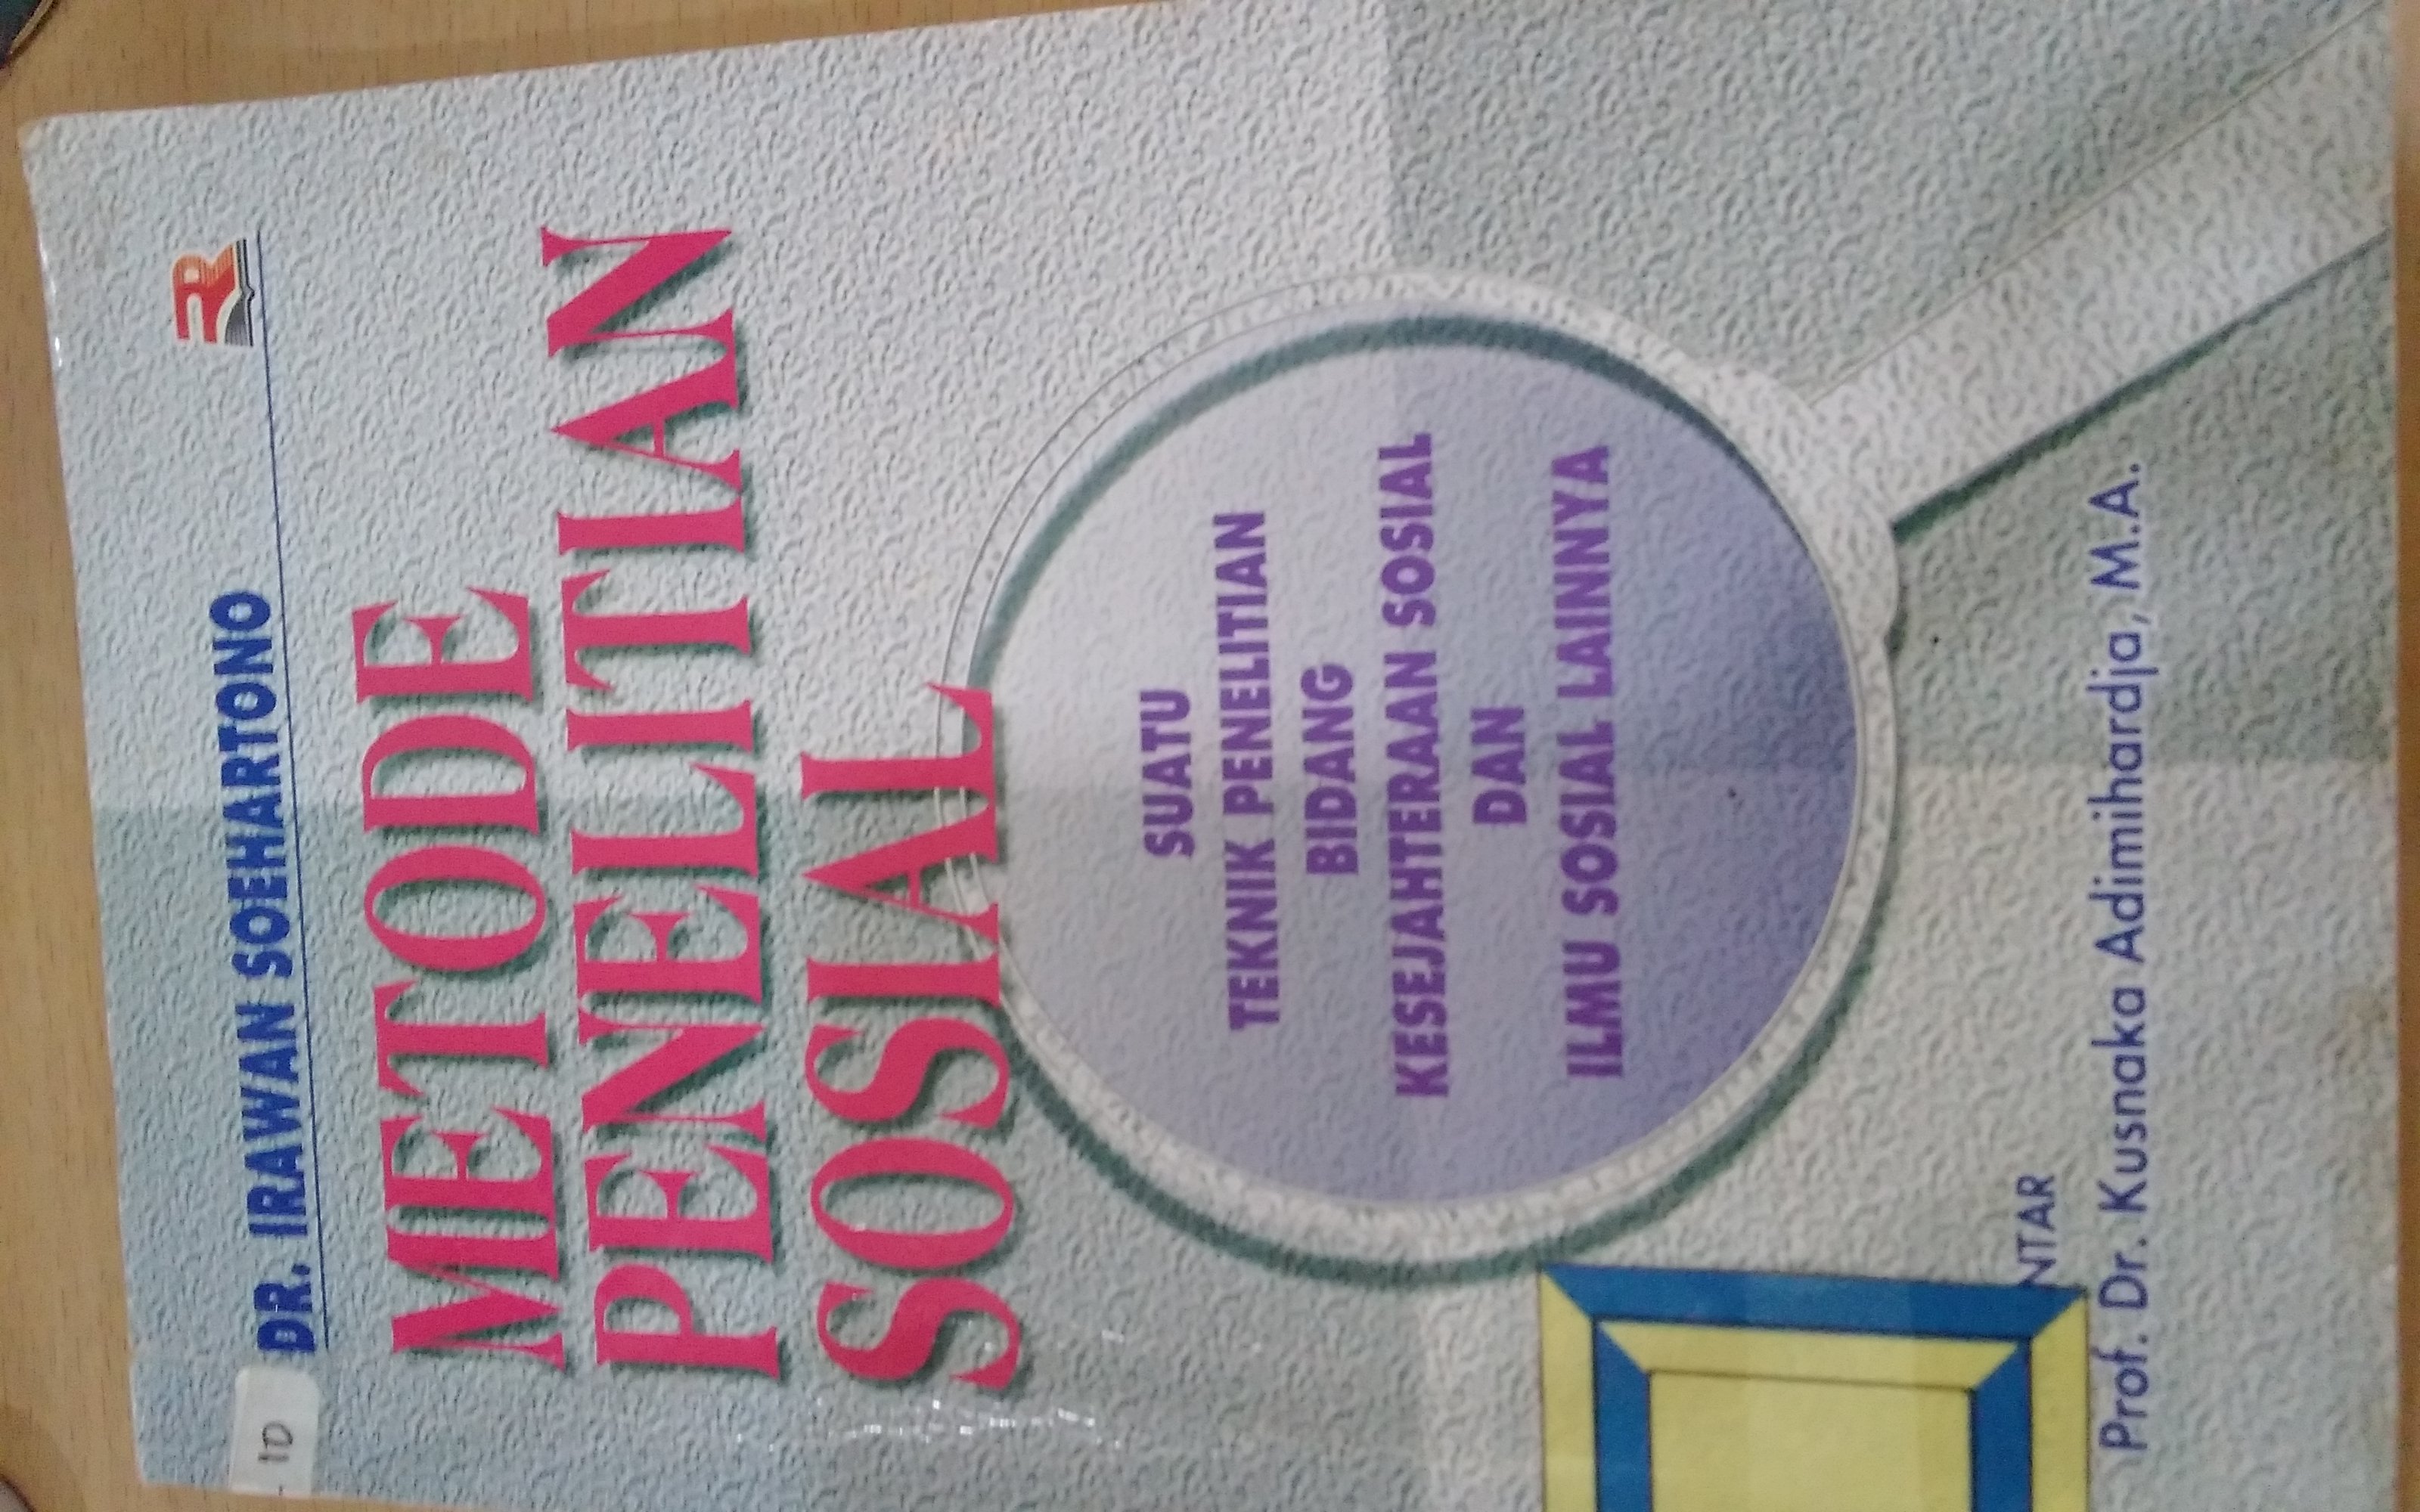 DR. IRAWAN SOEHARTONO
METODE
PENELITIAN
SOSIAL
SUATU
TEKNIK PENELITIAN
BIDANG
KESEJAHTERAAN SOSIAL
DAN
ILMU SOSIAL LAINNYA
NTAR
Prof. Dr. Kusnaka Adimihardja, M.A.